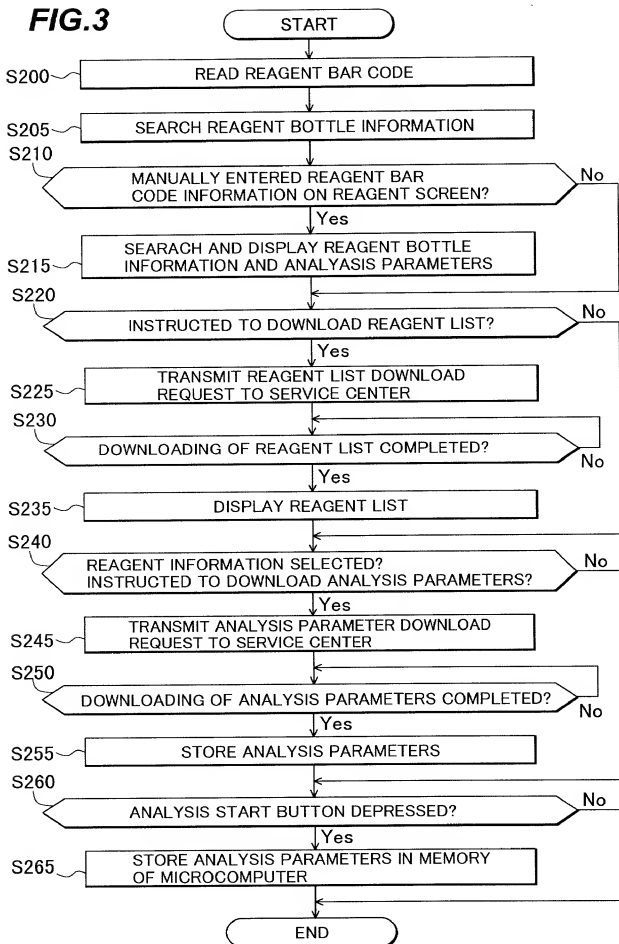 FIG.3
START
S200
READ REAGENT BAR CODE
S205
SEARCH REAGENT BOTTLE INFORMATION
S210
MANUALLY ENTERED REAGENT BAR
CODE INFORMATION ON REAGENT SCREEN?
No
Yes
S215
SEARACH AND DISPLAY REAGENT BOTTLE
INFORMATION AND ANALYASIS PARAMETERS
S220
INSTRUCTED TO DOWNLOAD REAGENT LIST?
No
Yes
S225
TRANSMIT REAGENT LIST DOWNLOAD
REQUEST TO SERVICE CENTER
S230
DOWNLOADING OF REAGENT LIST COMPLETED?
No
Yes
S235
DISPLAY REAGENT LIST
S240
REAGENT INFORMATION SELECTED?
INSTRUCTED TO DOWNLOAD ANALYSIS PARAMETERS?
No
Yes
S245
TRANSMIT ANALYSIS PARAMETER DOWNLOAD
REQUEST TO SERVICE CENTER
S250
DOWNLOADING OF ANALYSIS PARAMETERS COMPLETED?
No
Yes
S255
STORE ANALYSIS PARAMETERS
S260
ANALYSIS START BUTTON DEPRESSED?
No
Yes
S265
STORE ANALYSIS PARAMETERS IN MEMORY
OF MICROCOMPUTER
END